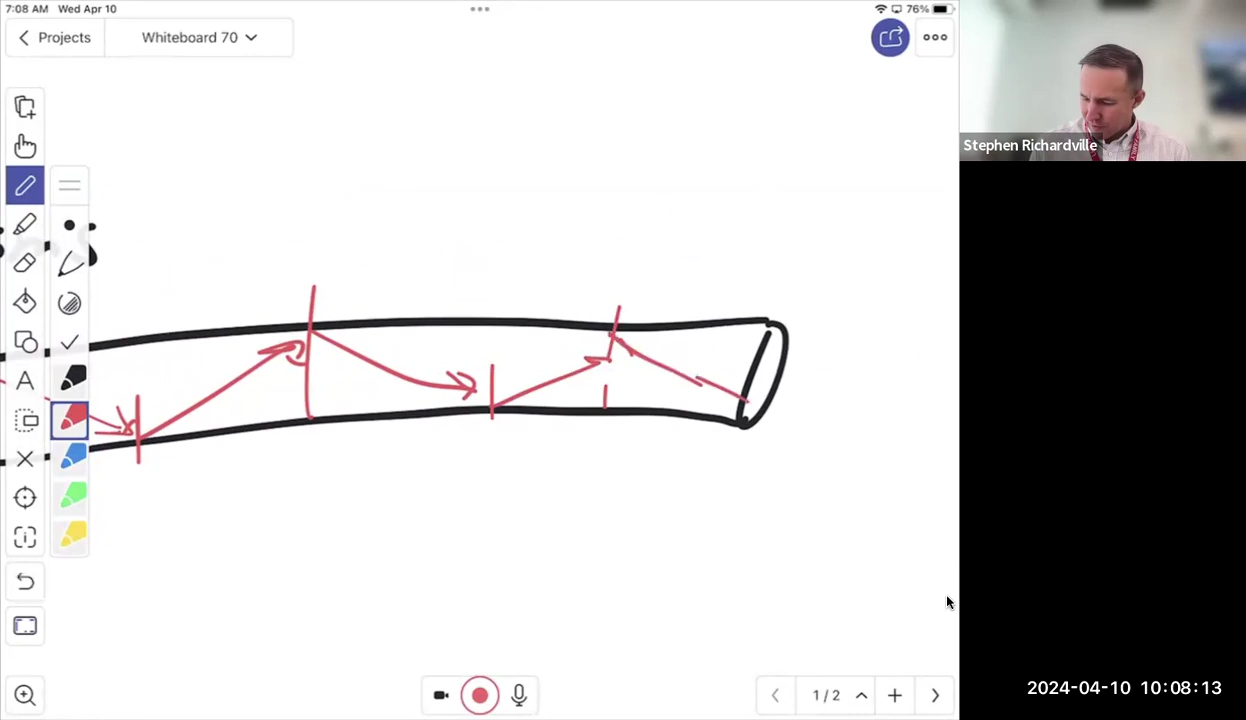 7:08 AM Wed Apr 10
76%
Projects
Whiteboard 70
Stephen Richardville
A
1 / 2
2024-04-10 10:08:13